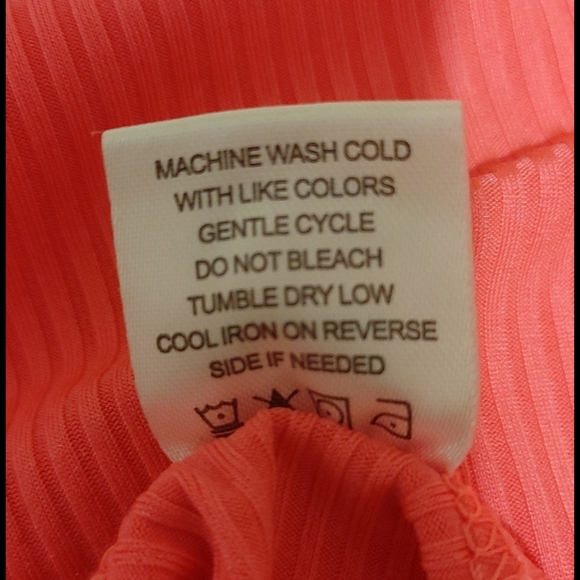 MACHINE WASH COLD
WITH LIKE COLORS
GENTLE CYCLE
DO NOT BLEACH
TUMBLE DRY LOW
COOL IRON ON REVERSE
SIDE IF NEEDED